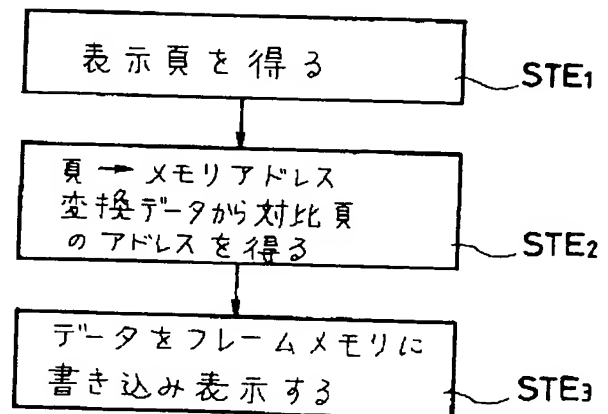 表示頁を得る
STE1
頁→メモリアドレス
変換データから対比頁
のアドレスを得る
STE2
データをフレームメモリに
書き込み表示する
STE3